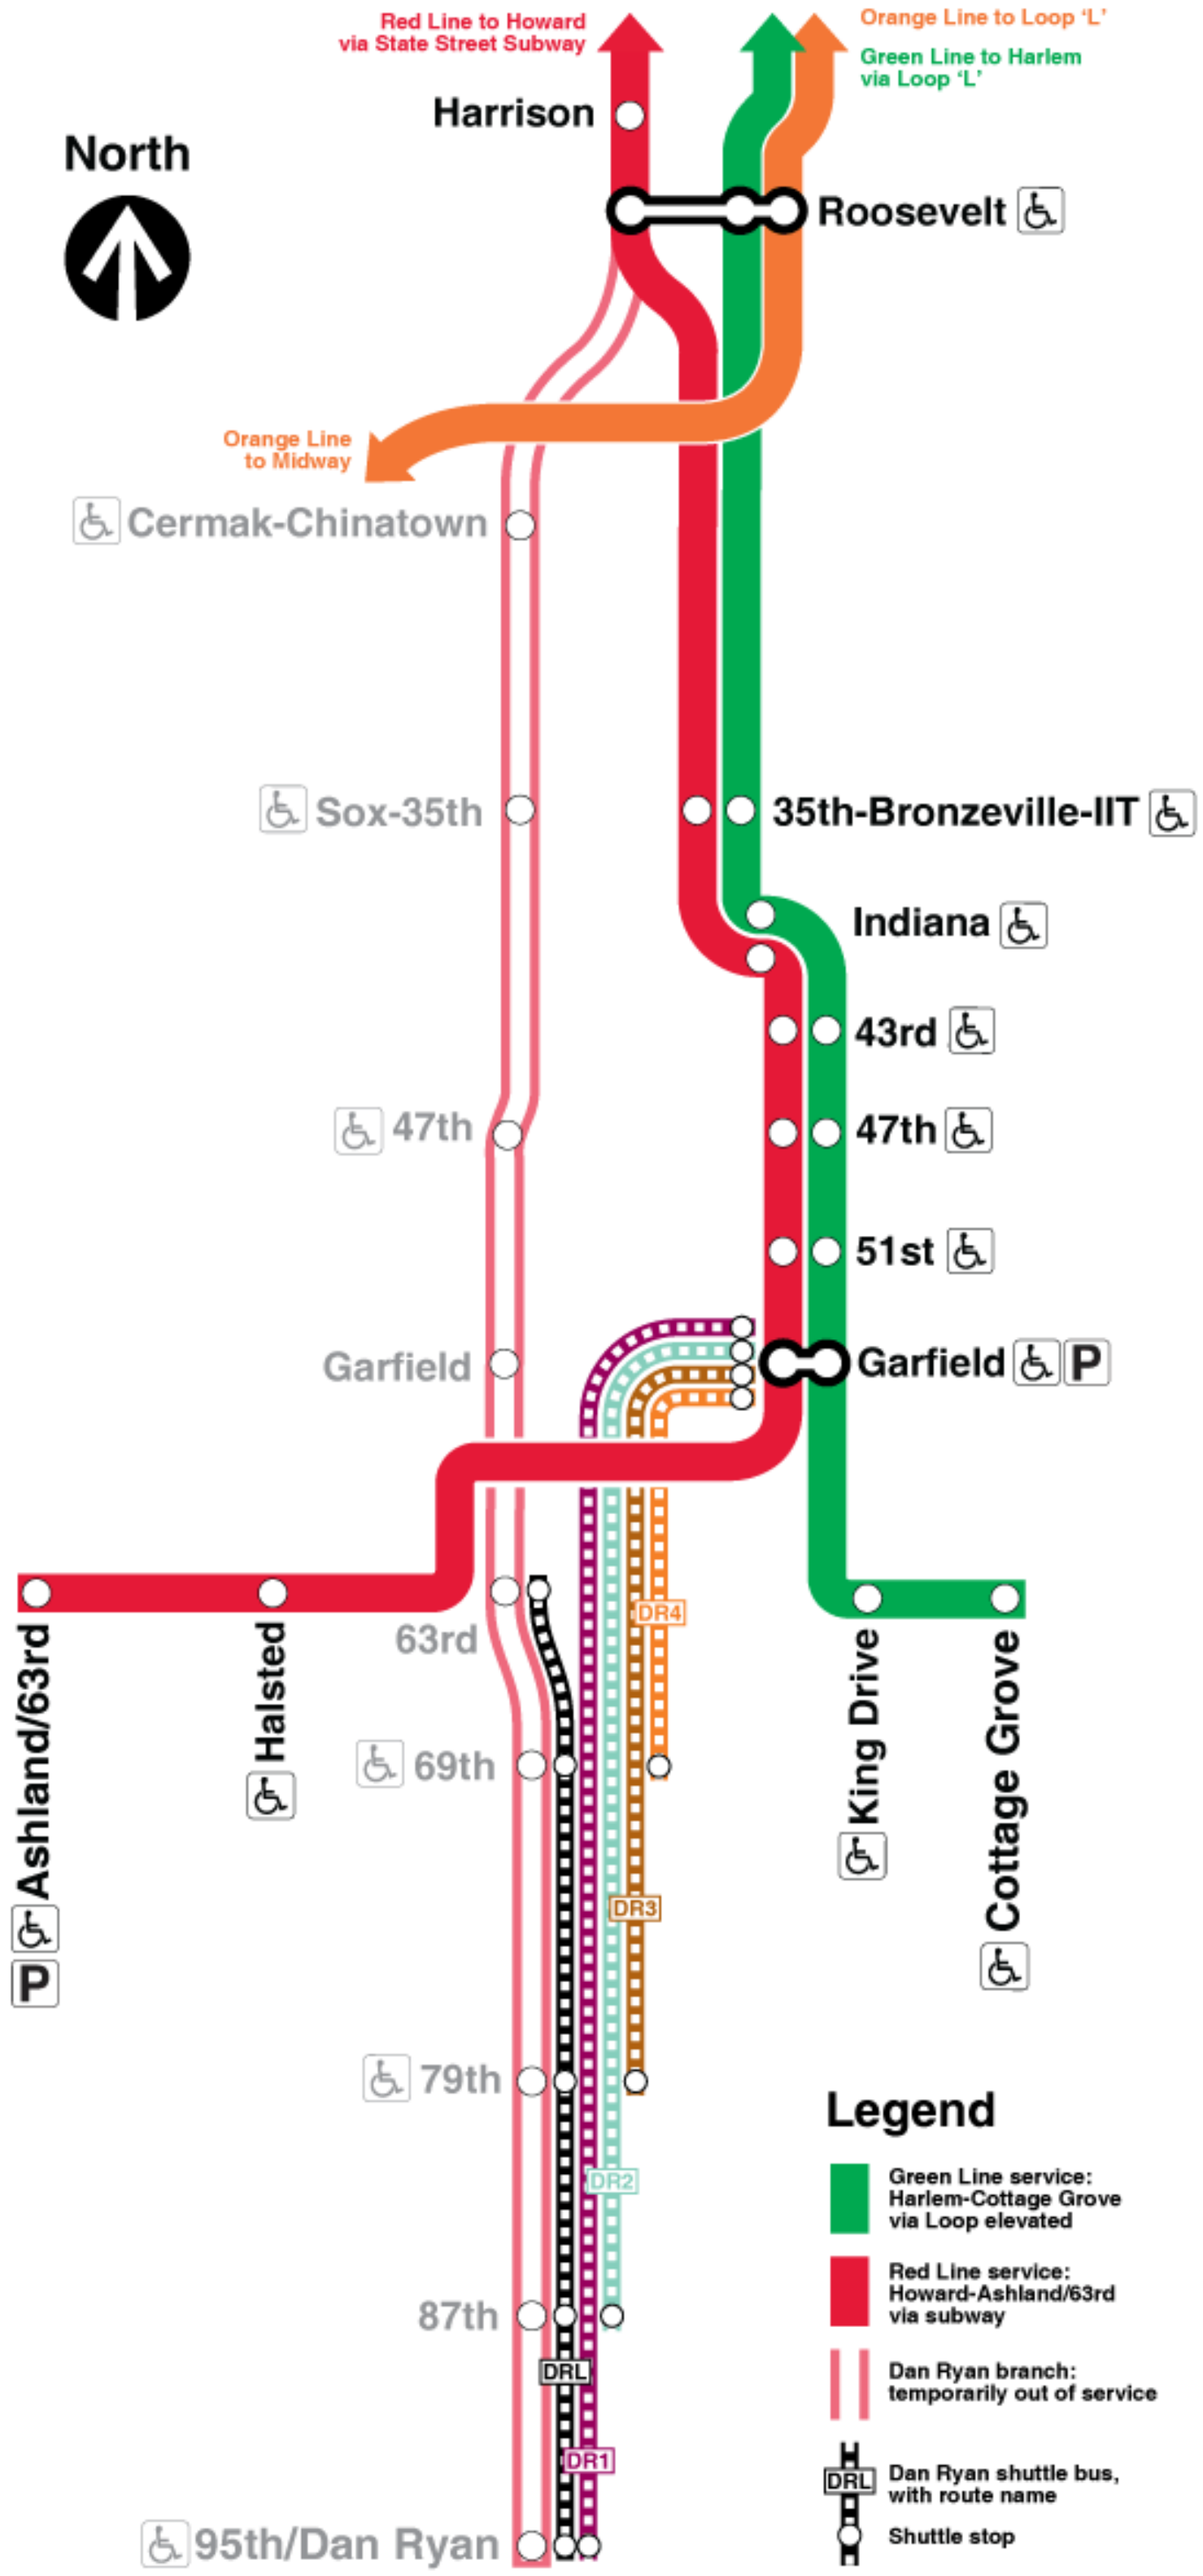 Red Line to Howard
via State Street Subway
Orange Line to Loop ‘L’
Green Line to Harlem
via Loop ‘L’
Harrison
North
Roosevelt
Orange Line
to Midway
Cermak-Chinatown
Sox-35th
35th-Bronzeville-IIT
Indiana
43rd
47th
47th
51st
Garfield
Garfield P
DR4
63rd
Ashland/63rd
P
Halsted
King Drive
Cottage Grove
69th
DR3
79th
DR2
87th
DRL
DR1
95th/Dan Ryan
Legend
Green Line service:
Harlem-Cottage Grove
via Loop elevated
Red Line service:
Howard-Ashland/63rd
via subway
Dan Ryan branch:
temporarily out of service
DRL
Dan Ryan shuttle bus,
with route name
Shuttle stop